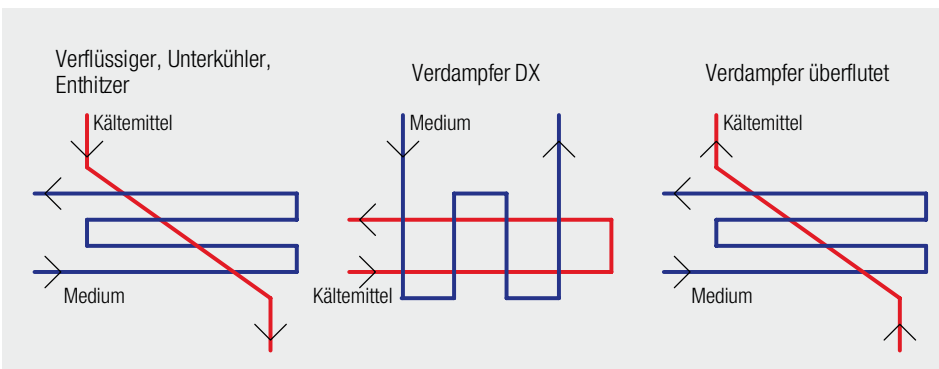 Verflüssiger, Unterkühler,
Enthitzer
Kältemittel
Medium
Verdampfer DX
Medium
Kältemittel
Verdampfer überflutet
Kältemittel
Medium